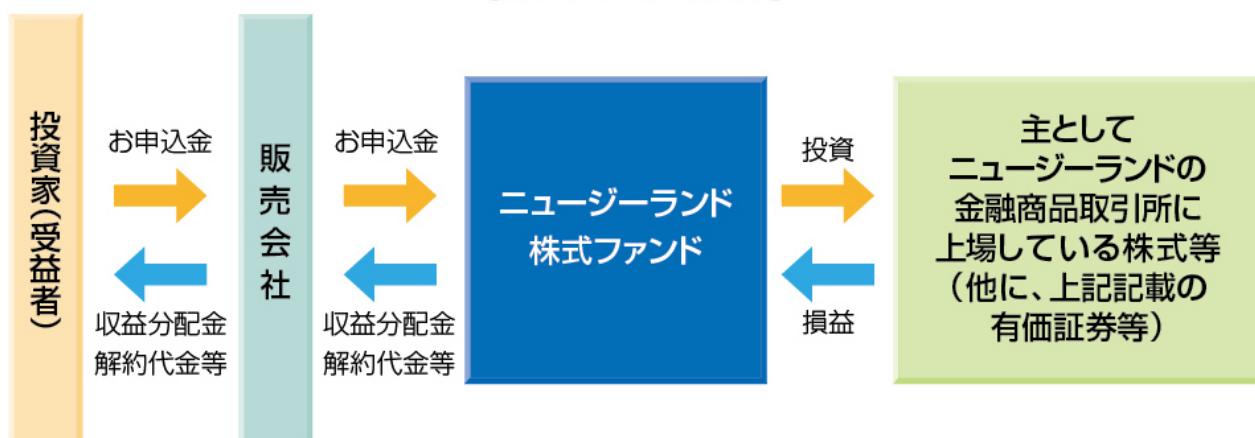 投資家(受益者)
お申込金
収益分配金
解約代金等
販売会社
お申込金
収益分配金
解約代金等
ニュージーランド
株式ファンド
投資
損益
主として
ニュージーランドの
金融商品取引所に
上場している株式等
(他に、上記記載の
有価証券等)